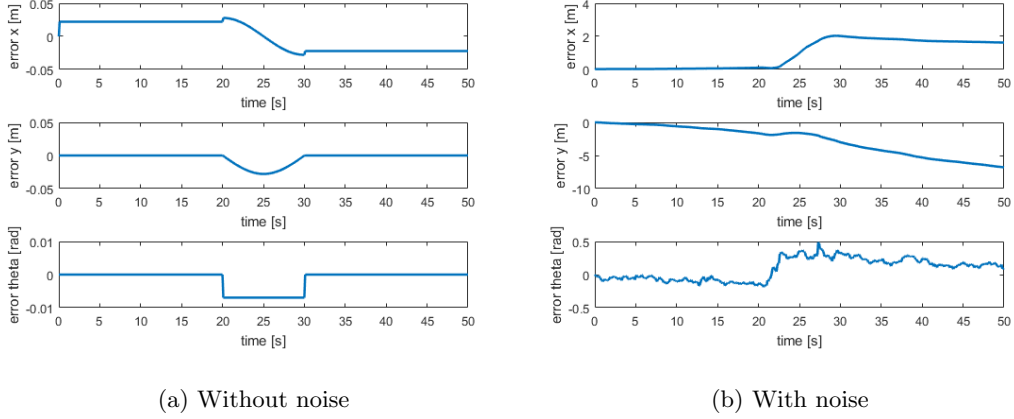 0.05
0
-0.05
error x [m]
0 5 10 15 20 25 30 35 40 45 50
time [s]
0.05
0
-0.05
error y [m]
0 5 10 15 20 25 30 35 40 45 50
time [s]
0.01
0
-0.01
error theta [rad]
0 5 10 15 20 25 30 35 40 45 50
time [s]
(a) Without noise
4
2
0
error x [m]
0 5 10 15 20 25 30 35 40 45 50
time [s]
0
-5
-10
error y [m]
0 5 10 15 20 25 30 35 40 45 50
time [s]
0.5
0
-0.5
error theta [rad]
0 5 10 15 20 25 30 35 40 45 50
time [s]
(b) With noise